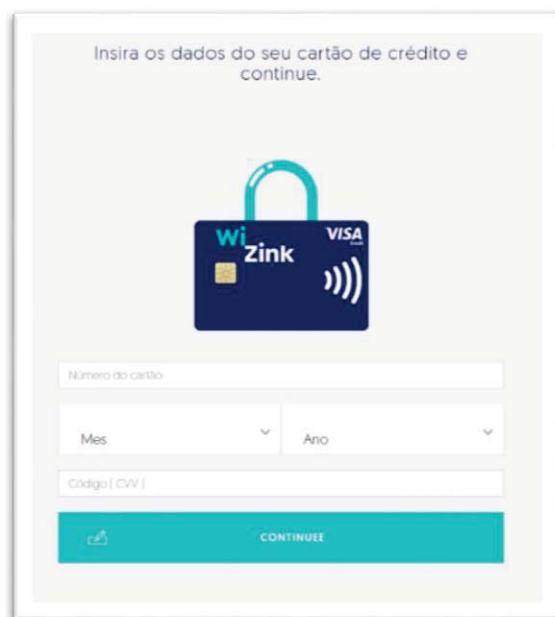 Insira os dados do seu cartão de crédito e
continue.
Wi
Zink
VISA
Número do cartão
Mes
Ano
Código ( CVV )
CONTINUEE